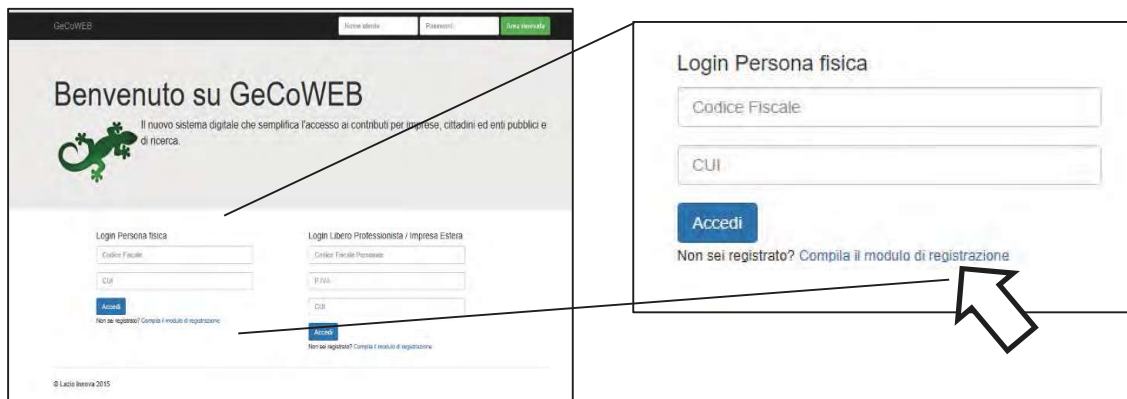 GeCoWEB
Nome utente
Password
Area riservata
Benvenuto su GeCoWEB
Il nuovo sistema digitale che semplifica l'accesso ai contributi per imprese, cittadini ed enti pubblici e
di ricerca.
Login Persona fisica
Codice Fiscale
CUI
Accedi
Non sei registrato? Compila il modulo di registrazione
Login Libero Professionista / Impresa Estera
Codice Fiscale Personale
P.IVA
CUI
Accedi
Non sei registrato? Compila il modulo di registrazione
© Lazio Innova 2015
Login Persona fisica
Codice Fiscale
CUI
Accedi
Non sei registrato? Compila il modulo di registrazione